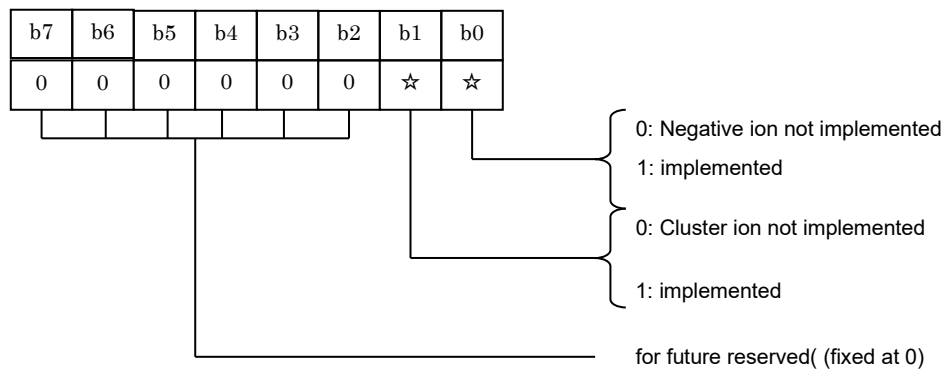 b7 b6 b5 b4 b3 b2 b1 b0
0 0 0 0 0 0 ☆ ☆
0: Negative ion not implemented
1: implemented
0: Cluster ion not implemented
1: implemented
for future reserved( (fixed at 0)